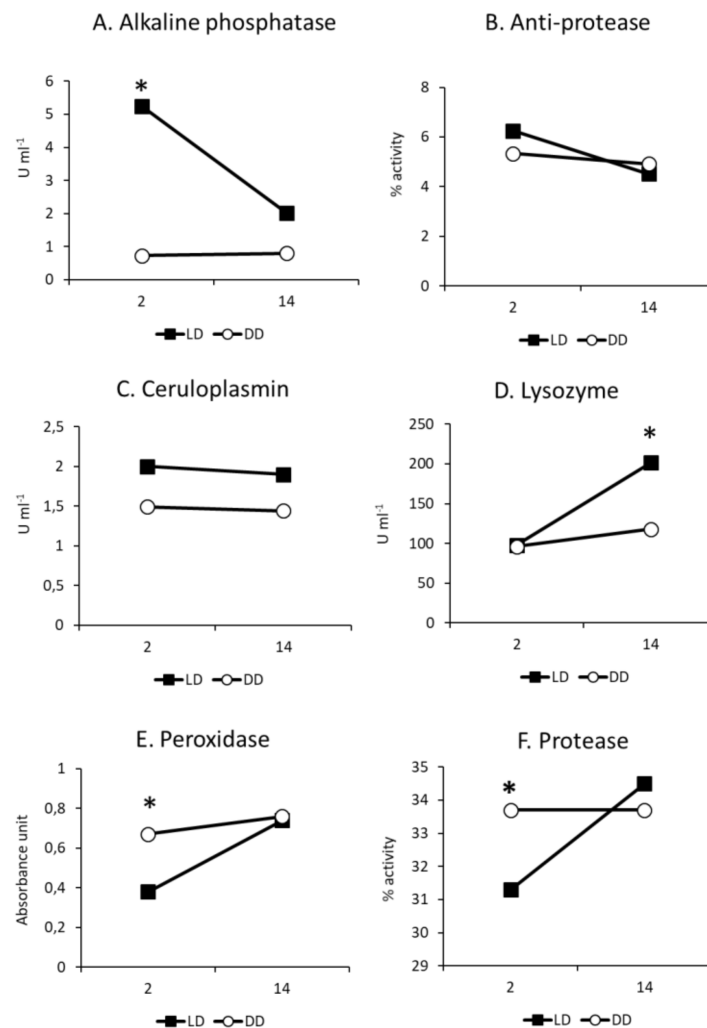 A. Alkaline phosphatase
6
5
4
3
2
1
0
U ml⁻¹
*
2 14
LD DD
B. Anti-protease
8
6
4
2
0
% activity
2 14
LD DD
C. Ceruloplasmin
2,5
2
1,5
1
0,5
0
U ml⁻¹
2 14
LD DD
D. Lysozyme
250
200
150
100
50
0
U ml⁻¹
*
2 14
LD DD
E. Peroxidase
1
0,8
0,6
0,4
0,2
0
Absorbance unit
*
2 14
LD DD
F. Protease
35
34
33
32
31
30
29
% activity
*
2 14
LD DD